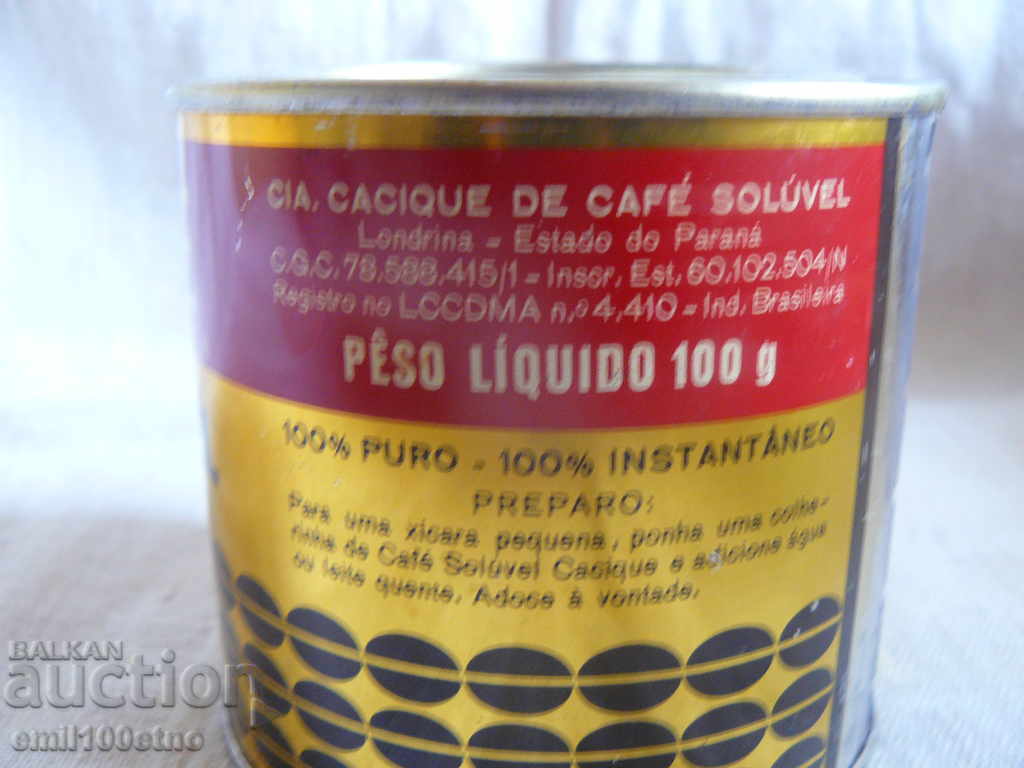 CIA. CACIQUE DE CAFÉ SOLÚVEL
Londrina - Estado do Paraná
C.G.C. 78.588.415/1 - Inscr. Est. 60.102.504/N
Registro no LCCDMA n.º 4.410 - Ind. Brasileira
PÊSO LÍQUIDO 100 g
100% PURO - 100% INSTANTÁNEO
PREPARO:
Para uma xícara pequena, ponha uma colhe-
rinha de Café Solúvel Cacique e adicione água
ou leite quente. Adoce à vontade.
BALKAN
auction
emil100etno